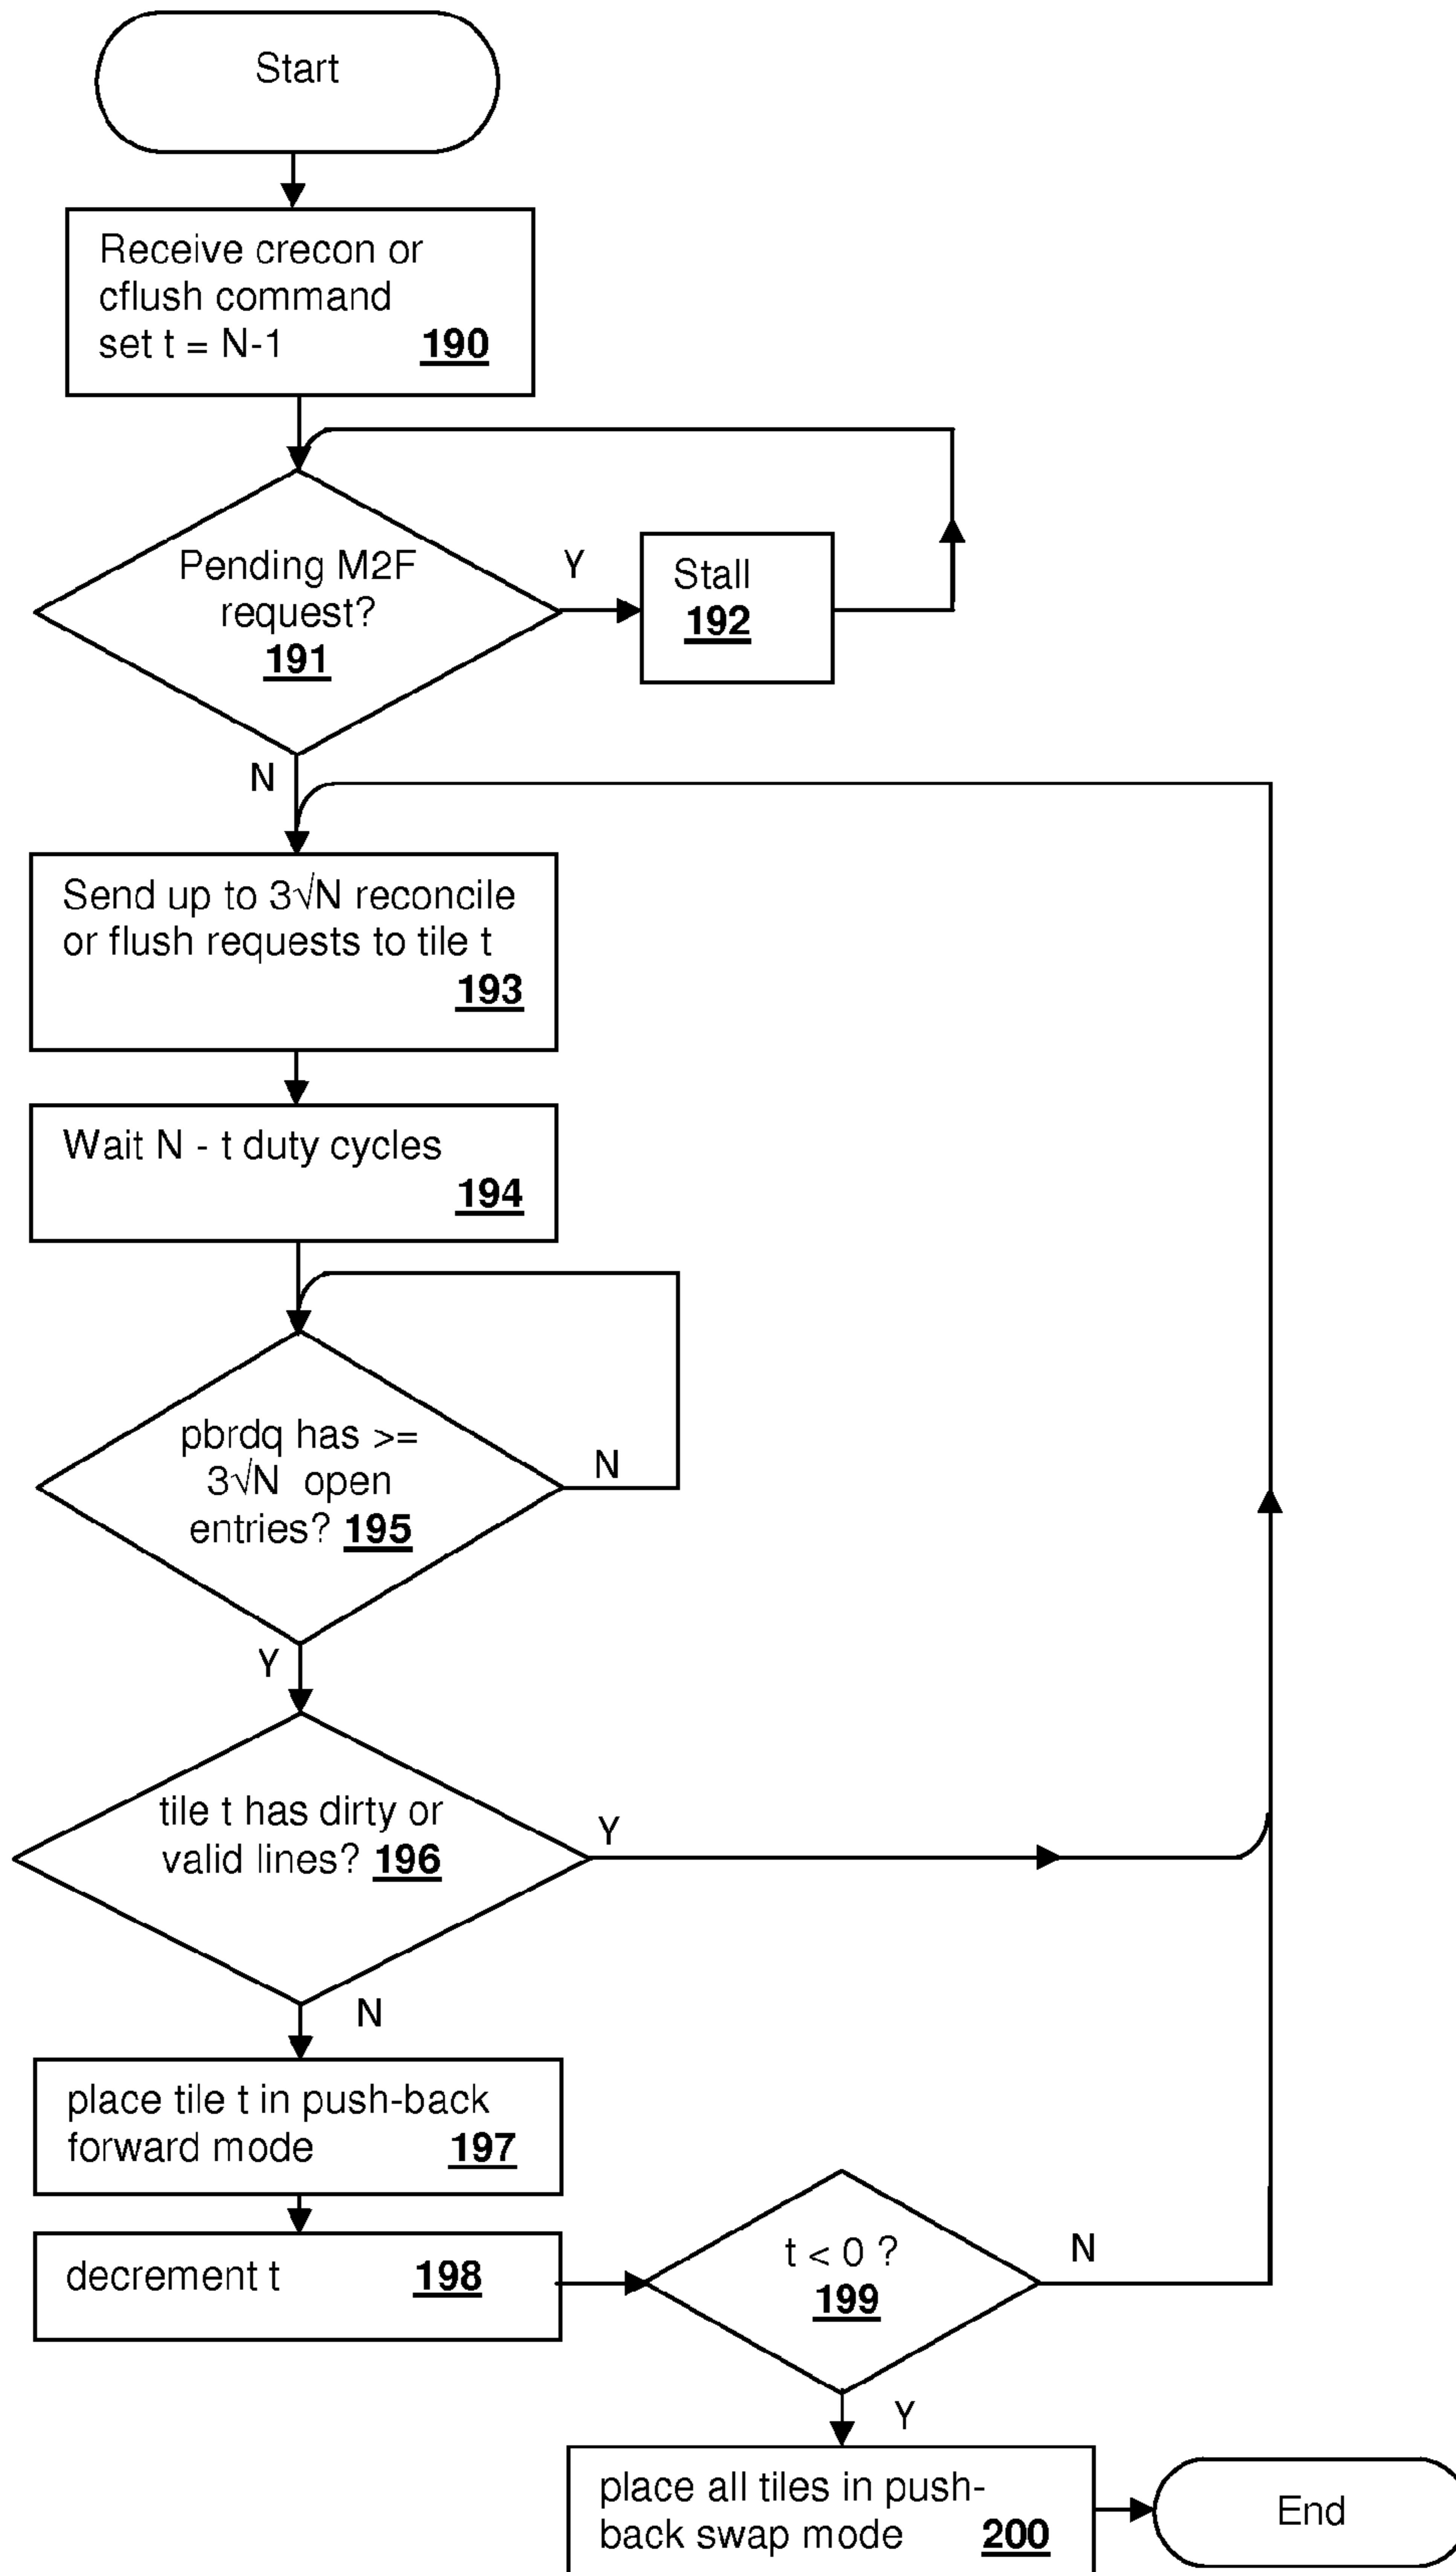 Start
Receive crecon or
cflush command
set t = N-1 190
Pending M2F
request?
191
Y
Stall
192
N
Send up to 3√N reconcile
or flush requests to tile t
193
Wait N - t duty cycles
194
pbrdq has >=
3√N open
entries? 195
N
Y
tile t has dirty or
valid lines? 196
Y
N
place tile t in push-back
forward mode 197
decrement t 198
t < 0 ?
199
N
Y
place all tiles in push-
back swap mode 200
End